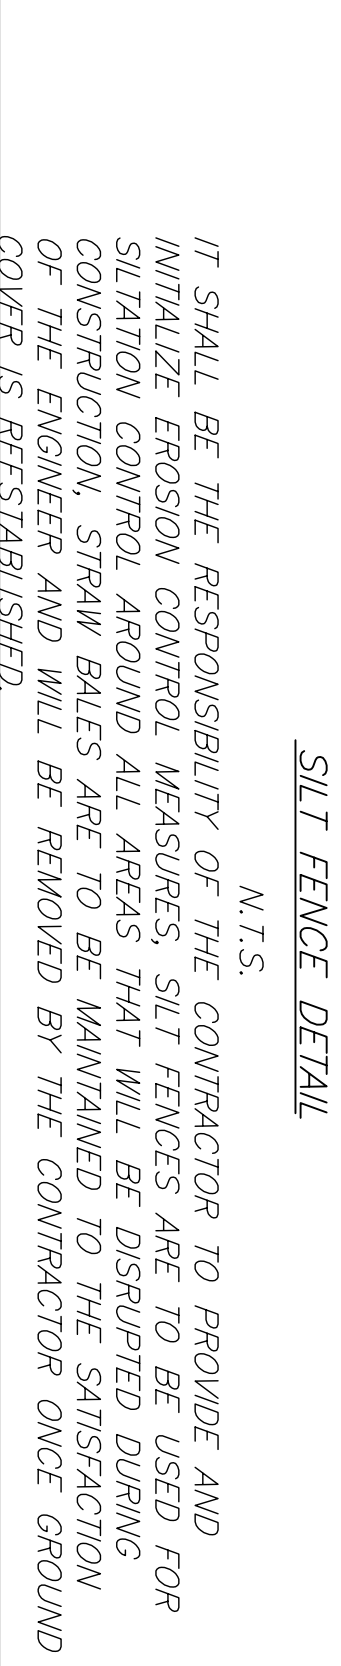 SILT FENCE DETAIL
N.T.S.
IT SHALL BE THE RESPONSIBILITY OF THE CONTRACTOR TO PROVIDE AND
INITIALIZE EROSION CONTROL MEASURES, SILT FENCES ARE TO BE USED FOR
SILTATION CONTROL AROUND ALL AREAS THAT WILL BE DISRUPTED DURING
CONSTRUCTION, STRAW BALES ARE TO BE MAINTAINED TO THE SATISFACTION
OF THE ENGINEER AND WILL BE REMOVED BY THE CONTRACTOR ONCE GROUND
COVER IS REESTABLISHED.